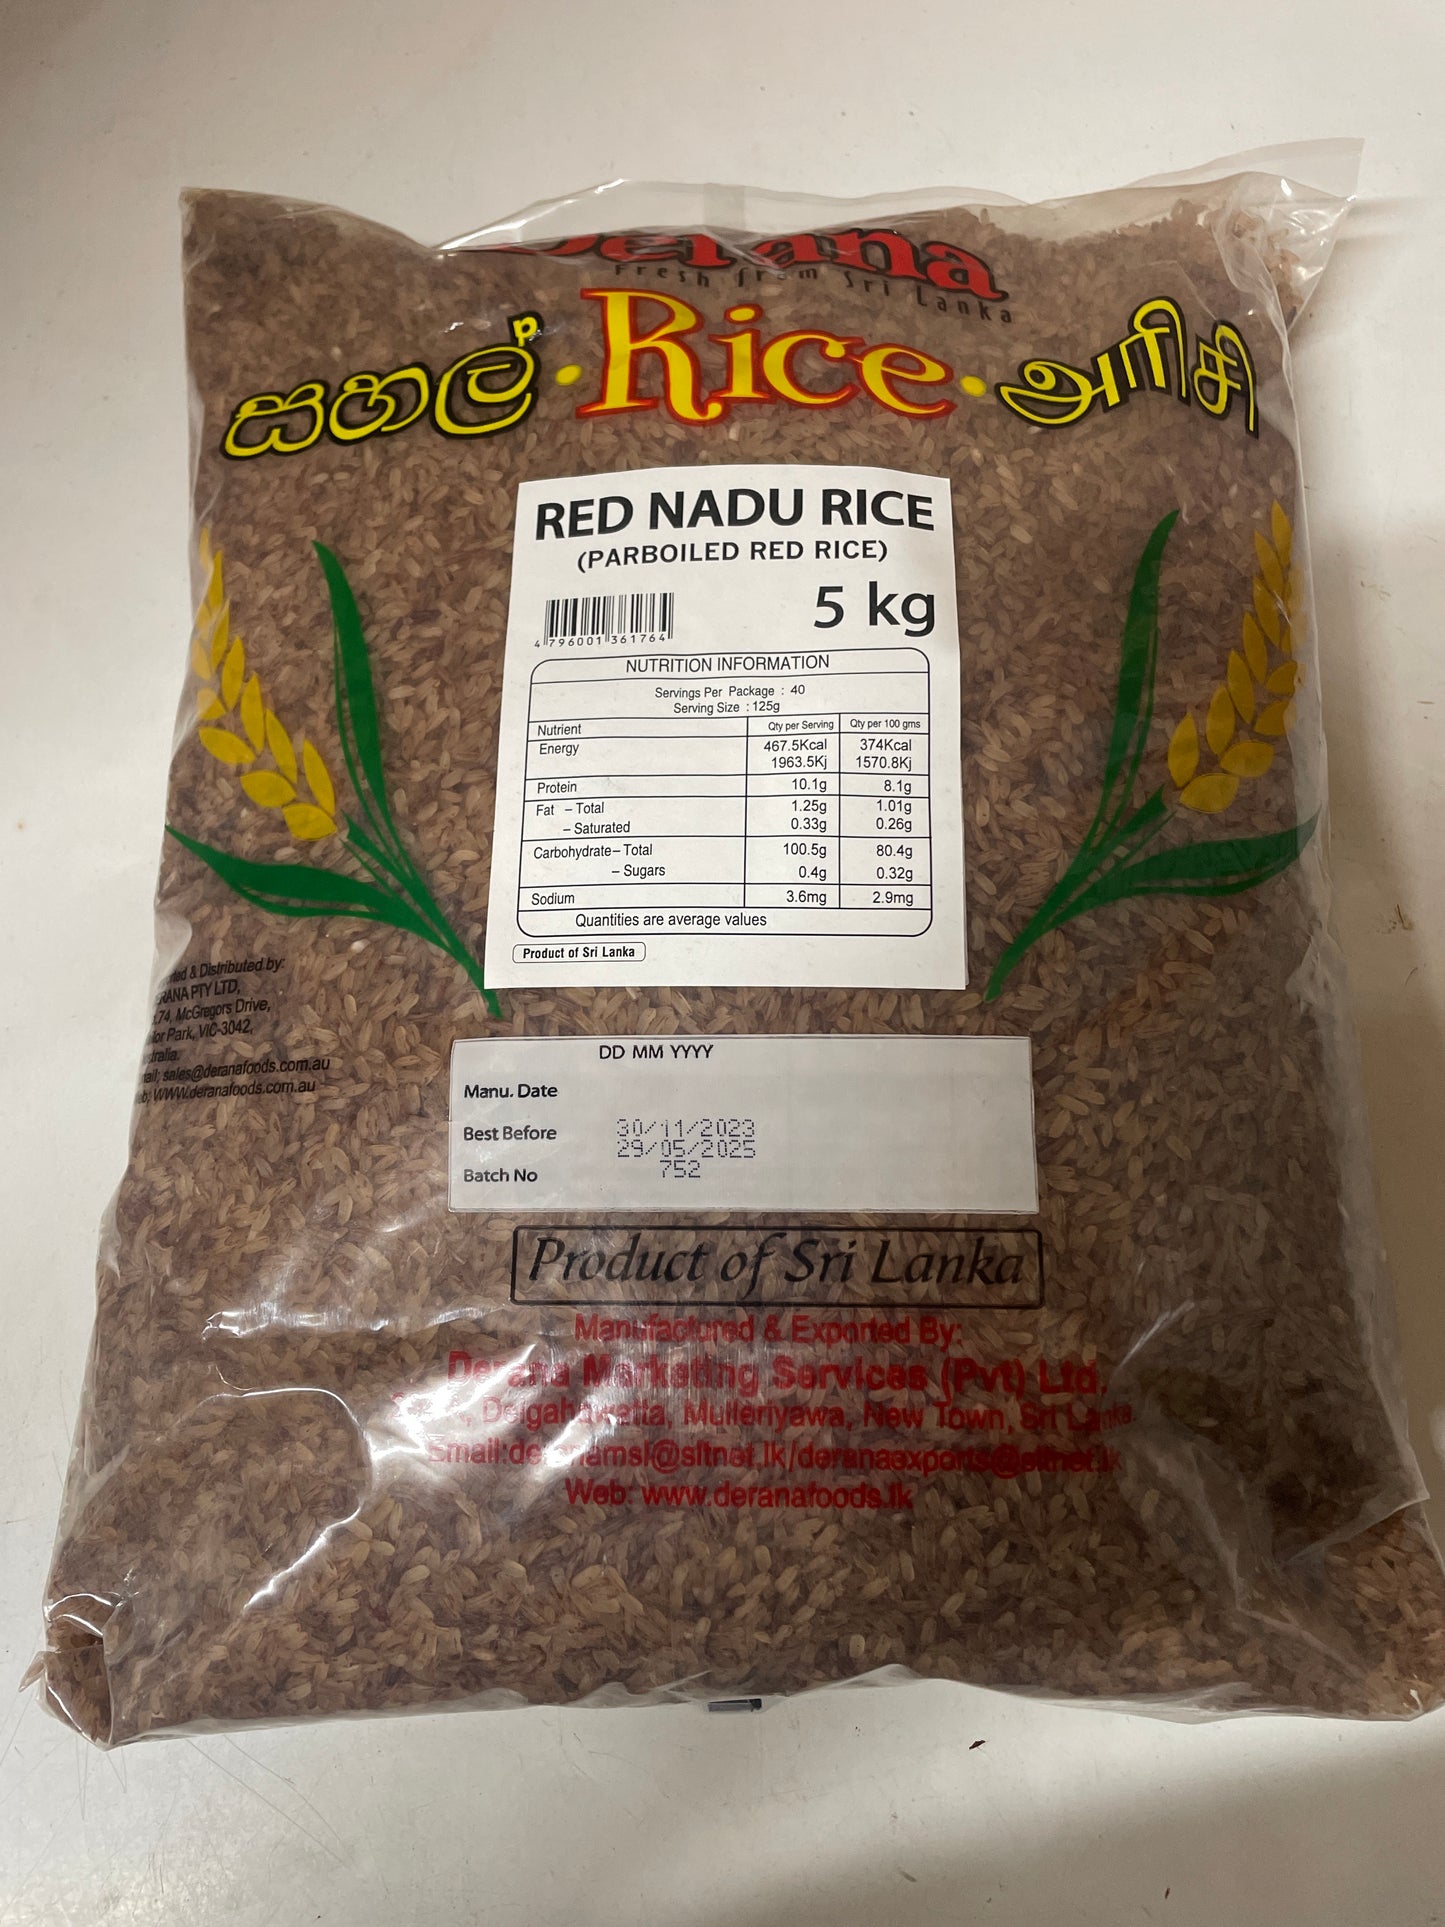 Derana
Fresh from Sri Lanka
සහල් • Rice • அரிசி
RED NADU RICE
(PARBOILED RED RICE)
5 kg
4 796001 361764
NUTRITION INFORMATION
Servings Per Package : 40
Serving Size : 125g
Nutrient Qty per Serving Qty per 100 gms
Energy 467.5Kcal 374Kcal
1963.5Kj 1570.8Kj
Protein 10.1g 8.1g
Fat – Total 1.25g 1.01g
– Saturated 0.33g 0.26g
Carbohydrate – Total 100.5g 80.4g
– Sugars 0.4g 0.32g
Sodium 3.6mg 2.9mg
Quantities are average values
Product of Sri Lanka
& Distributed by:
PTY LTD,
74, McGregors Drive,
Park, VIC-3042,
sales@deranafoods.com.au
WWW.deranafoods.com.au
DD MM YYYY
Manu. Date
Best Before 30/11/2023
29/05/2025
Batch No 752
Product of Sri Lanka
Manufactured & Exported By:
Derana Marketing Services (Pvt) Ltd,
Delgahawatta, Mulleriyawa, New Town, Sri Lanka
Web: www.deranafoods.lk